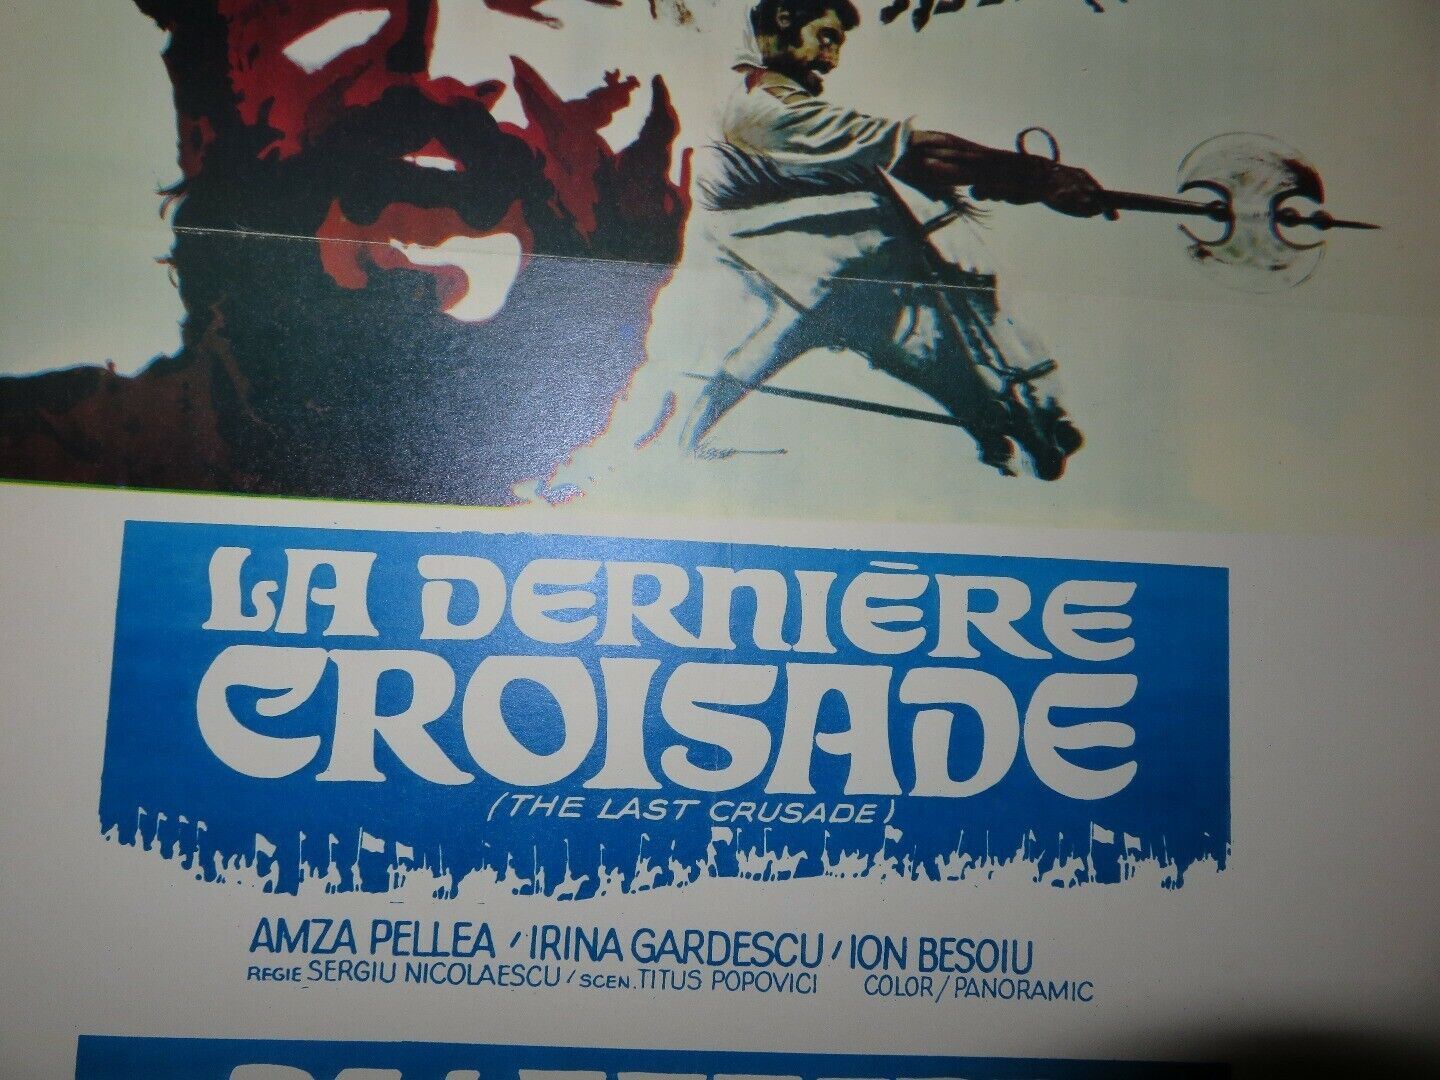 LA DERNIÈRE
CROISADE
(THE LAST CRUSADE)
AMZA PELLEA / IRINA GARDESCU / ION BESOIU
REGIE SERGIU NICOLAESCU / SCEN. TITUS POPOVICI COLOR / PANORAMIC